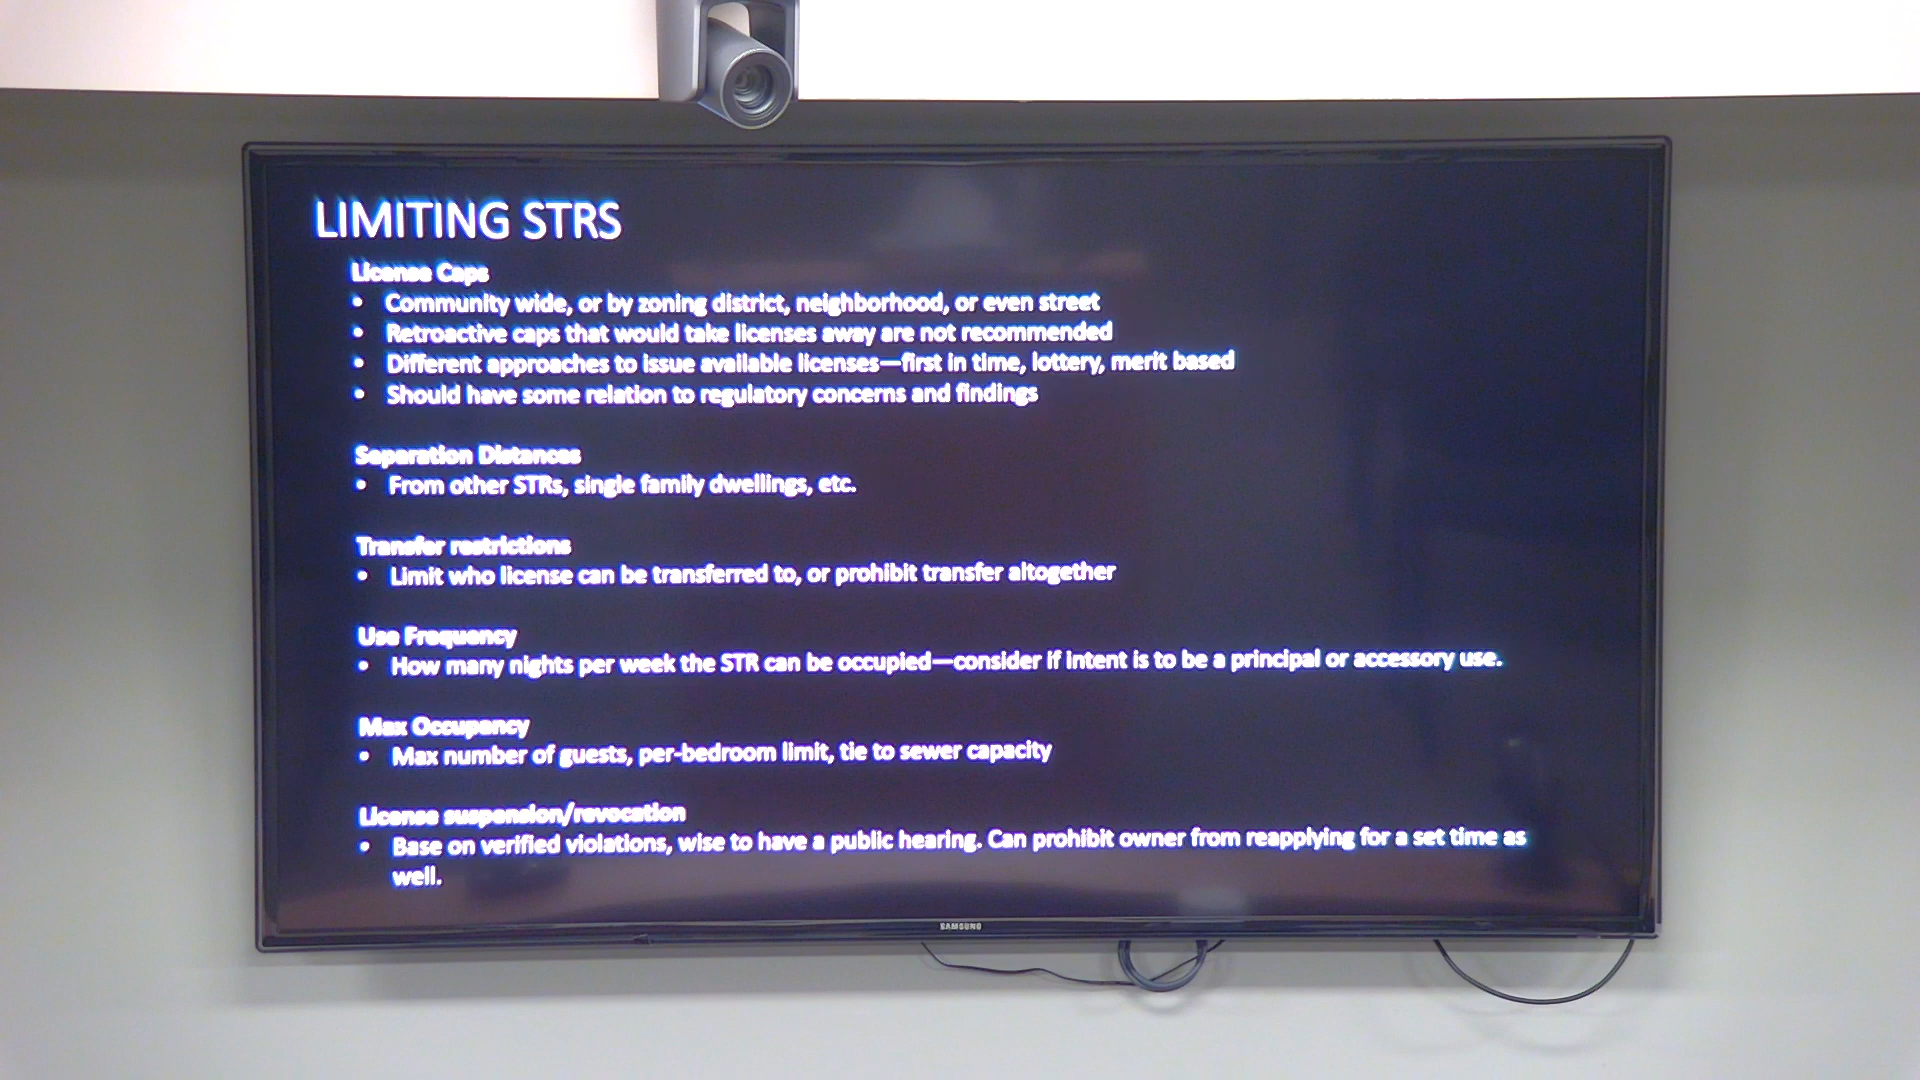 LIMITING STRS
License Caps
• Community wide, or by zoning district, neighborhood, or even street
• Retroactive caps that would take licenses away are not recommended
• Different approaches to issue available licenses—first in time, lottery, merit based
• Should have some relation to regulatory concerns and findings
Separation Distances
• From other STRs, single family dwellings, etc.
Transfer restrictions
• Limit who license can be transferred to, or prohibit transfer altogether
Use Frequency
• How many nights per week the STR can be occupied—consider if intent is to be a principal or accessory use.
Max Occupancy
• Max number of guests, per-bedroom limit, tie to sewer capacity
License suspension/revocation
• Base on verified violations, wise to have a public hearing. Can prohibit owner from reapplying for a set time as
well.
SAMSUNG